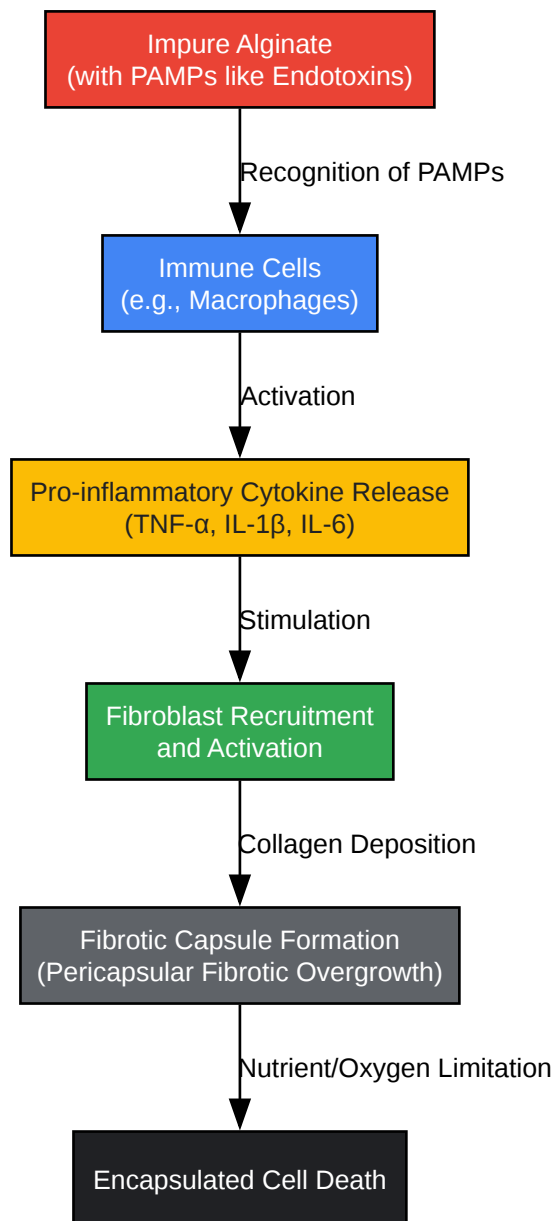 Impure Alginate
(with PAMPs like Endotoxins)
Recognition of PAMPs
Immune Cells
(e.g., Macrophages)
Activation
Pro-inflammatory Cytokine Release
(TNF-α, IL-1β, IL-6)
Stimulation
Fibroblast Recruitment
and Activation
Collagen Deposition
Fibrotic Capsule Formation
(Pericapsular Fibrotic Overgrowth)
Nutrient/Oxygen Limitation
Encapsulated Cell Death